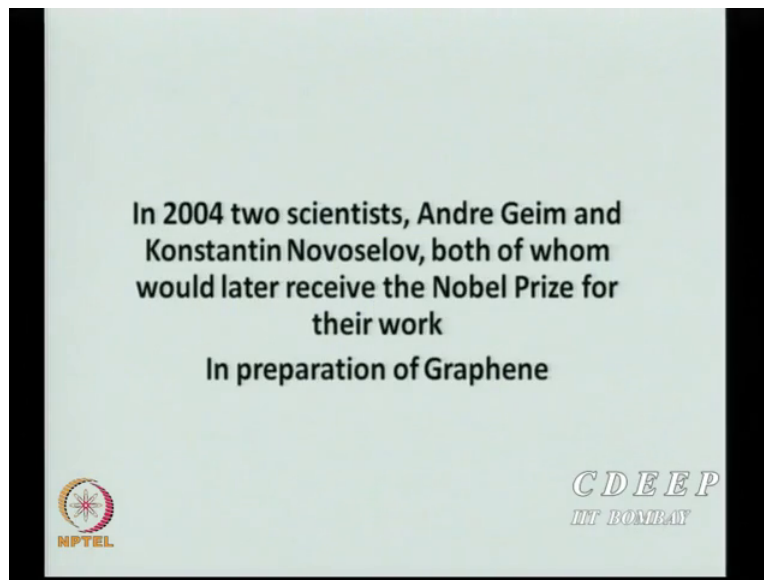 In 2004 two scientists, Andre Geim and
Konstantin Novoselov, both of whom
would later receive the Nobel Prize for
their work
In preparation of Graphene
CDEEP
IIT BOMBAY
NPTEL